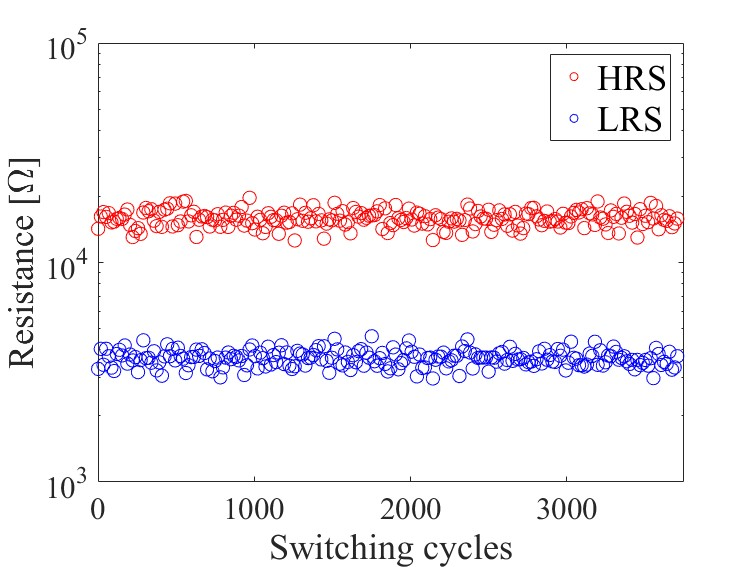 10^5
HRS
LRS
Resistance [Ω]
10^4
10^3
0 1000 2000 3000
Switching cycles